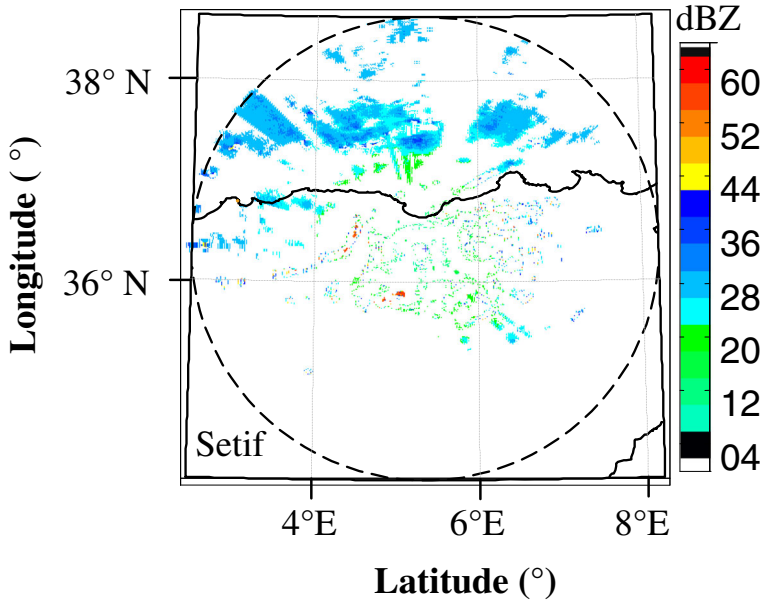 dBZ
38° N
36° N
Longitude ( °)
60
52
44
36
28
20
12
04
Setif
4°E
6°E
8°E
Latitude (°)